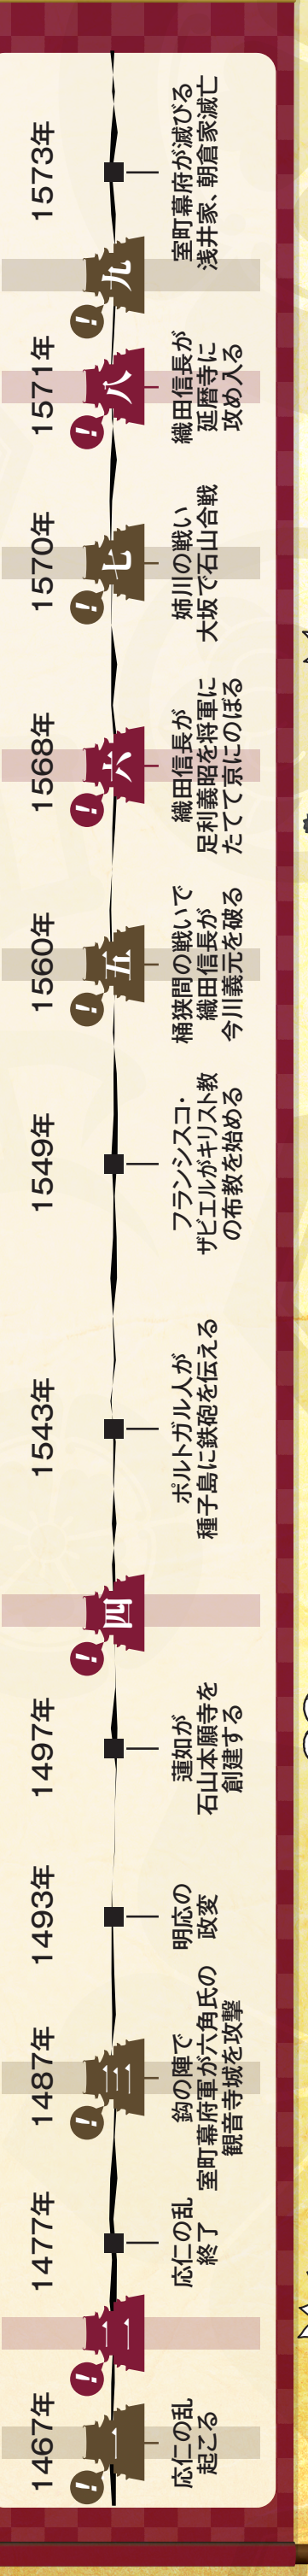 1467年
！
一
応仁の乱
起こる
！
二
1477年
応仁の乱
終了
1487年
！
三
鈎の陣で
室町幕府軍が六角氏の
観音寺城を攻撃
1493年
明応の
政変
1497年
蓮如が
石山本願寺を
創建する
！
四
1543年
ポルトガル人が
種子島に鉄砲を伝える
1549年
フランシスコ・
ザビエルがキリスト教
の布教を始める
1560年
！
五
桶狭間の戦いで
織田信長が
今川義元を破る
1568年
！
六
織田信長が
足利義昭を将軍に
たてて京にのぼる
1570年
！
七
姉川の戦い
大坂で石山合戦
1571年
！
八
織田信長が
延暦寺に
攻め入る
！
九
1573年
室町幕府が滅びる
浅井家、朝倉家滅亡